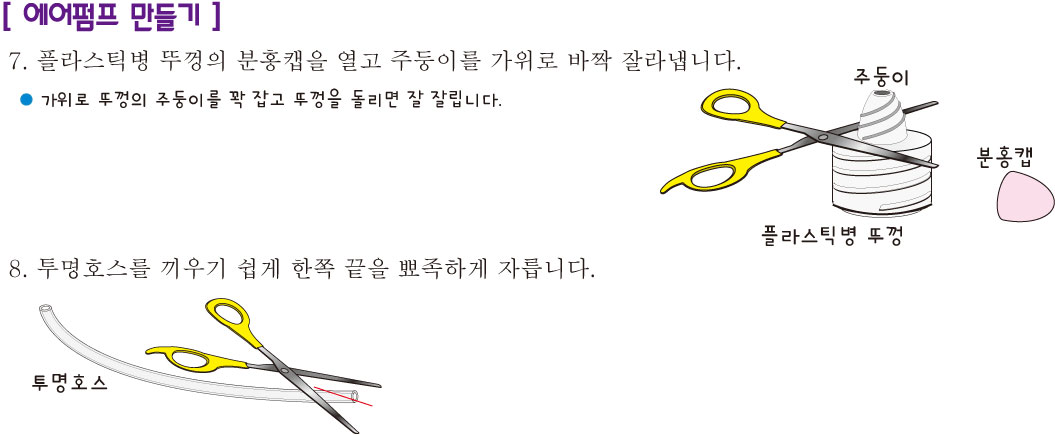 [ 에어펌프 만들기 ]
7. 플라스틱병 뚜껑의 분홍캡을 열고 주둥이를 가위로 바짝 잘라냅니다.
● 가위로 뚜껑의 주둥이를 꽉 잡고 뚜껑을 돌리면 잘 잘립니다.
주둥이
분홍캡
플라스틱병 뚜껑
8. 투명호스를 끼우기 쉽게 한쪽 끝을 뾰족하게 자릅니다.
투명호스